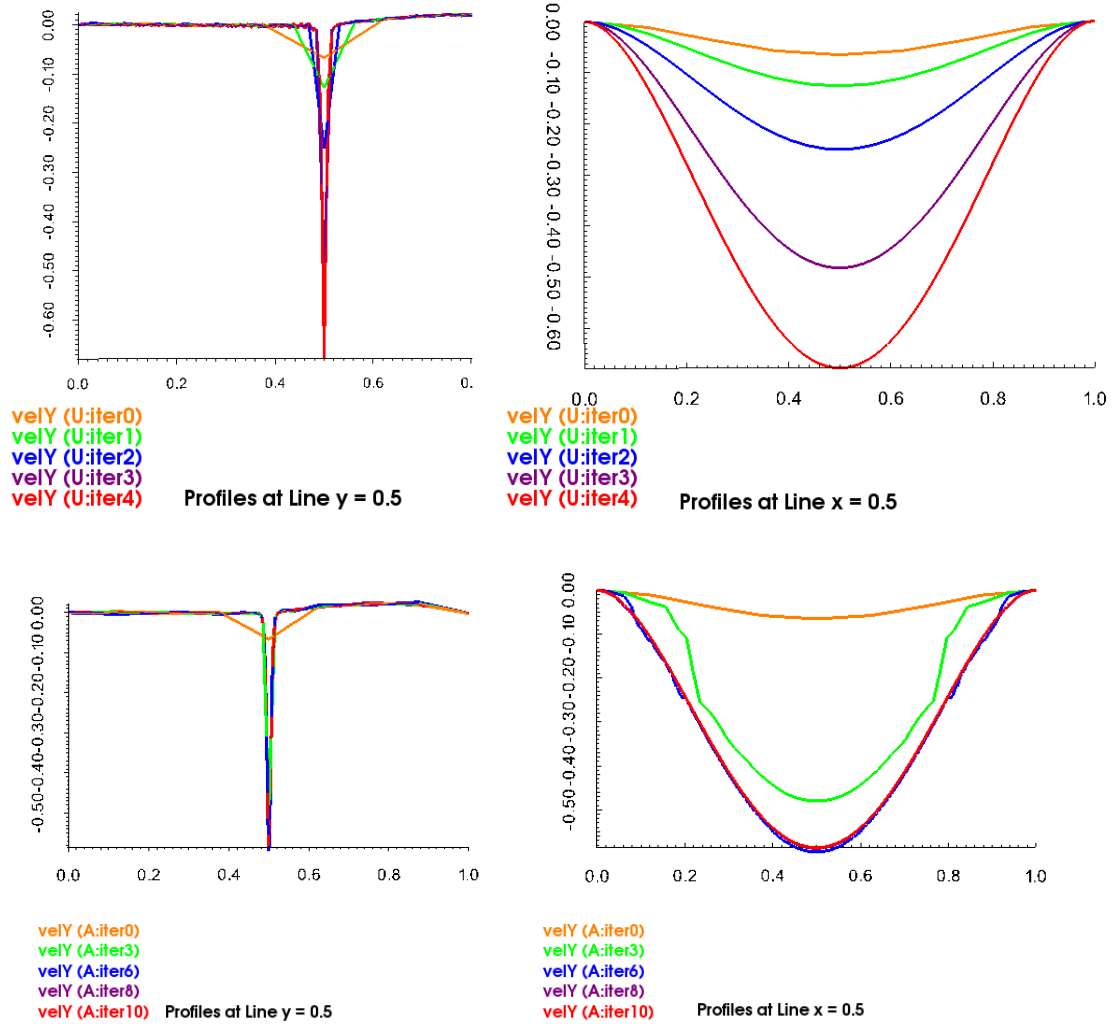 0.00
-0.10
-0.20
-0.30
-0.40
-0.50
-0.60
0.0 0.2 0.4 0.6 0.
velY (U:iter0)
velY (U:iter1)
velY (U:iter2)
velY (U:iter3)
velY (U:iter4)
Profiles at Line y = 0.5
0.00
-0.10
-0.20
-0.30
-0.40
-0.50
-0.60
0.0 0.2 0.4 0.6 0.8 1.0
velY (U:iter0)
velY (U:iter1)
velY (U:iter2)
velY (U:iter3)
velY (U:iter4)
Profiles at Line x = 0.5
-0.50-0.40-0.30-0.20-0.10 0.00
0.0 0.2 0.4 0.6 0.8 1.0
velY (A:iter0)
velY (A:iter3)
velY (A:iter6)
velY (A:iter8)
velY (A:iter10)
Profiles at Line y = 0.5
-0.50-0.40-0.30-0.20-0.10 0.00
0.0 0.2 0.4 0.6 0.8 1.0
velY (A:iter0)
velY (A:iter3)
velY (A:iter6)
velY (A:iter8)
velY (A:iter10)
Profiles at Line x = 0.5